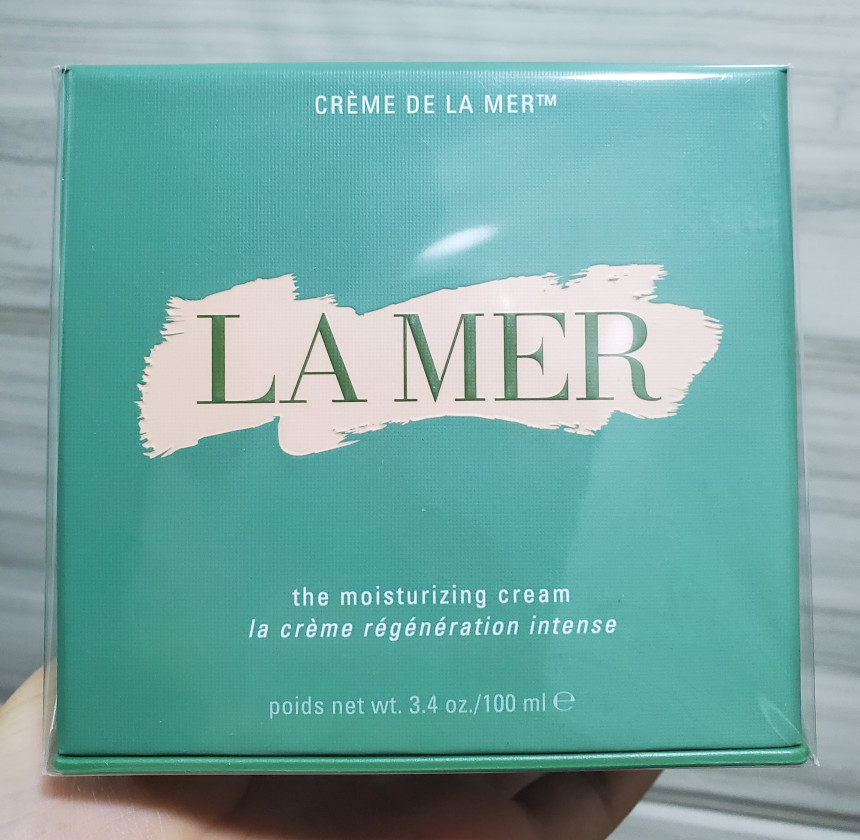 CRÈME DE LA MER™
LA MER
the moisturizing cream
la crème régénération intense
poids net wt. 3.4 oz./100 ml ℮